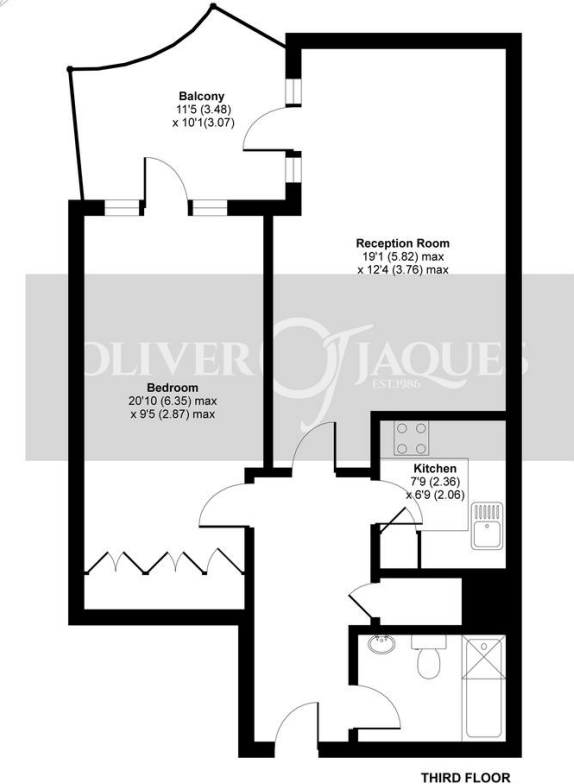 Balcony
11'5 (3.48)
x 10'1(3.07)
Reception Room
19'1 (5.82) max
x 12'4 (3.76) max
OLIVER OJ JAQUES
EST.1986
Bedroom
20'10 (6.35) max
x 9'5 (2.87) max
Kitchen
7'9 (2.36)
x 6'9 (2.06)
THIRD FLOOR